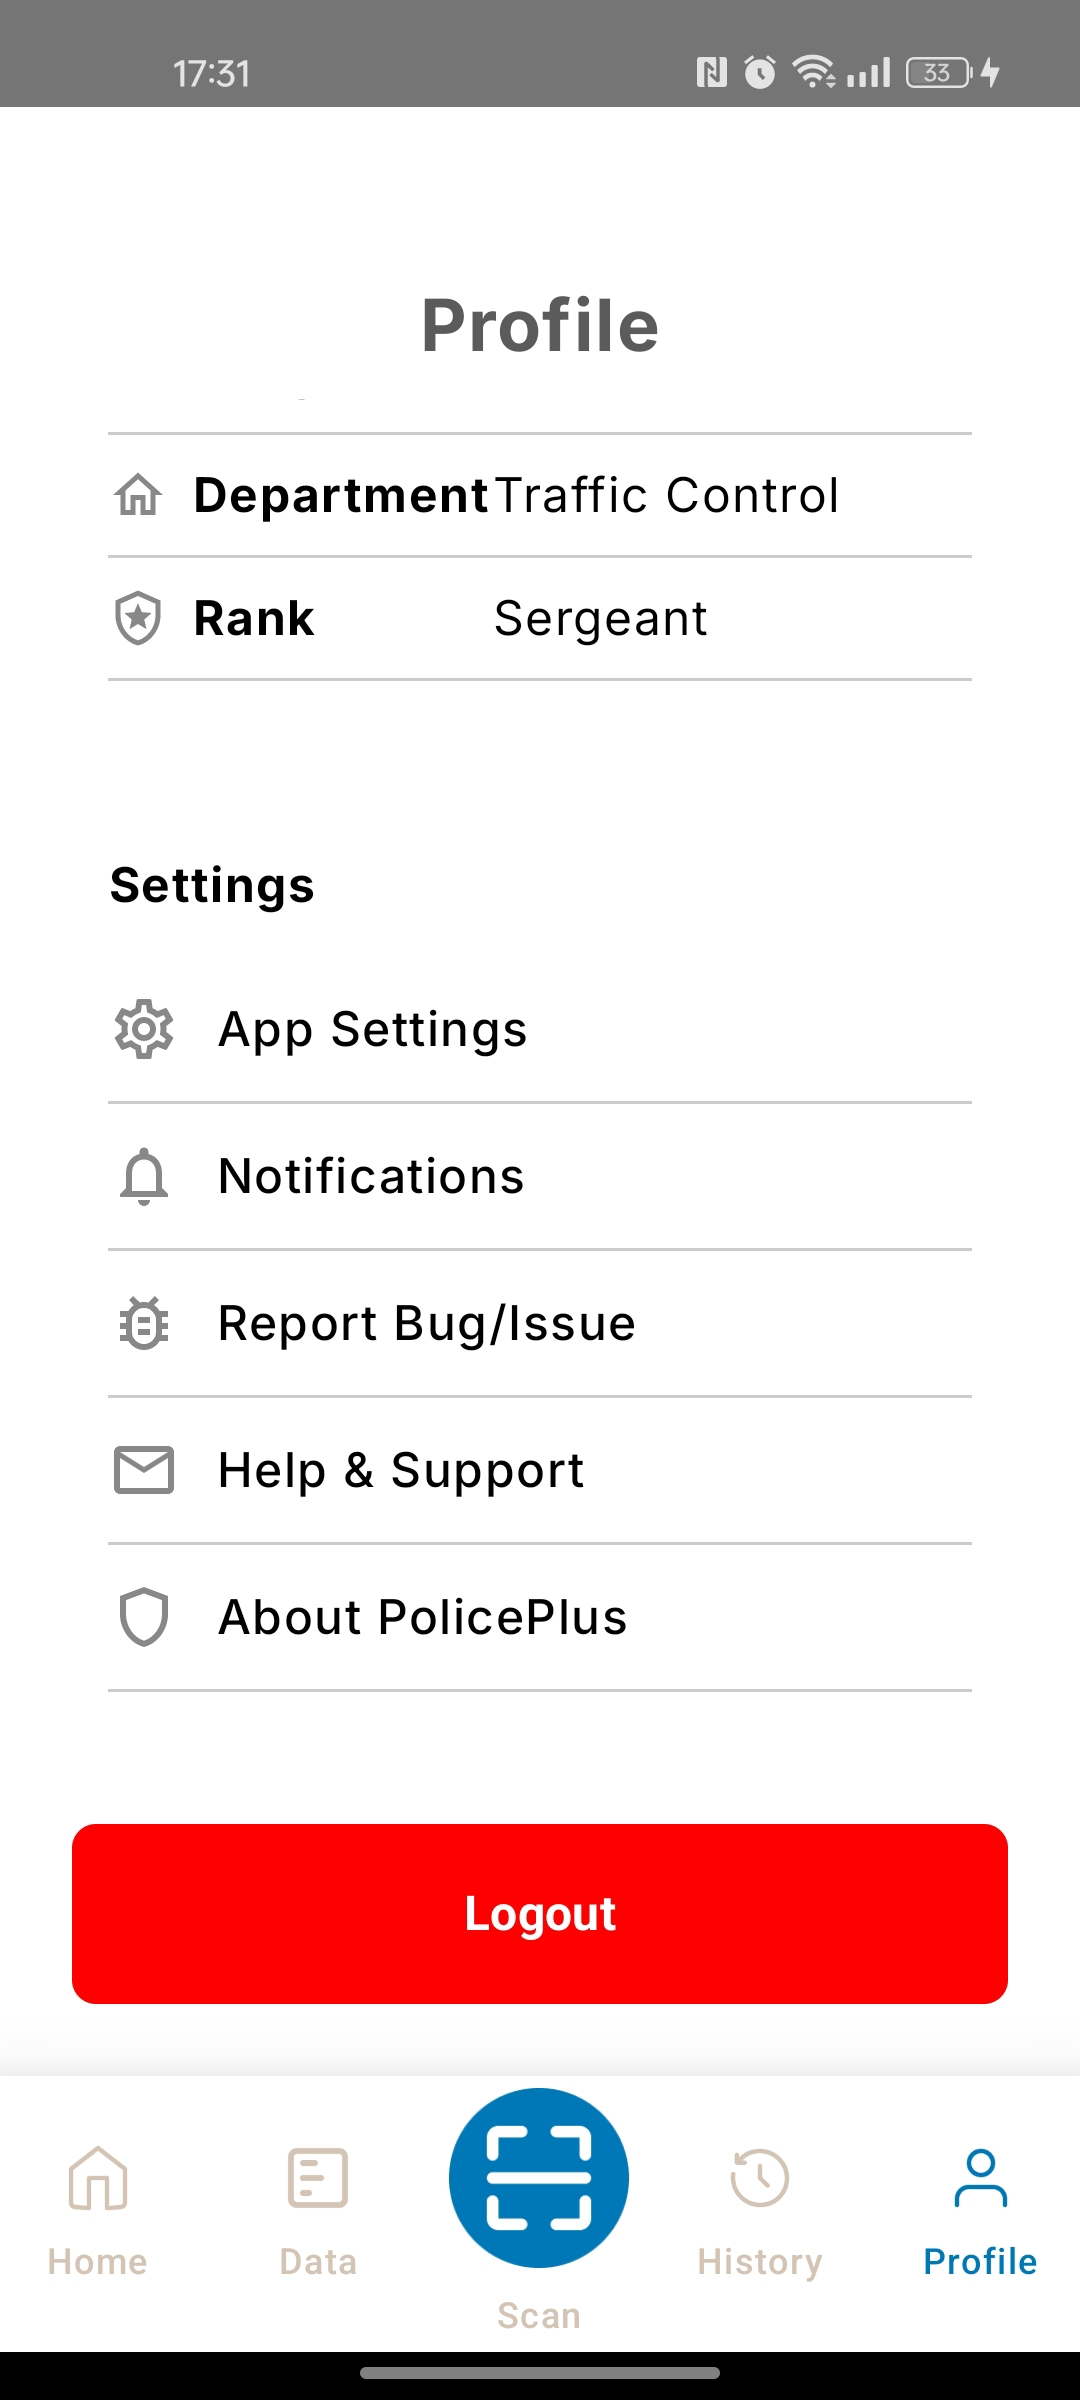 17:31
33
Profile
Department Traffic Control
Rank Sergeant
Settings
App Settings
Notifications
Report Bug/Issue
Help & Support
About PolicePlus
Logout
Home
Data
Scan
History
Profile